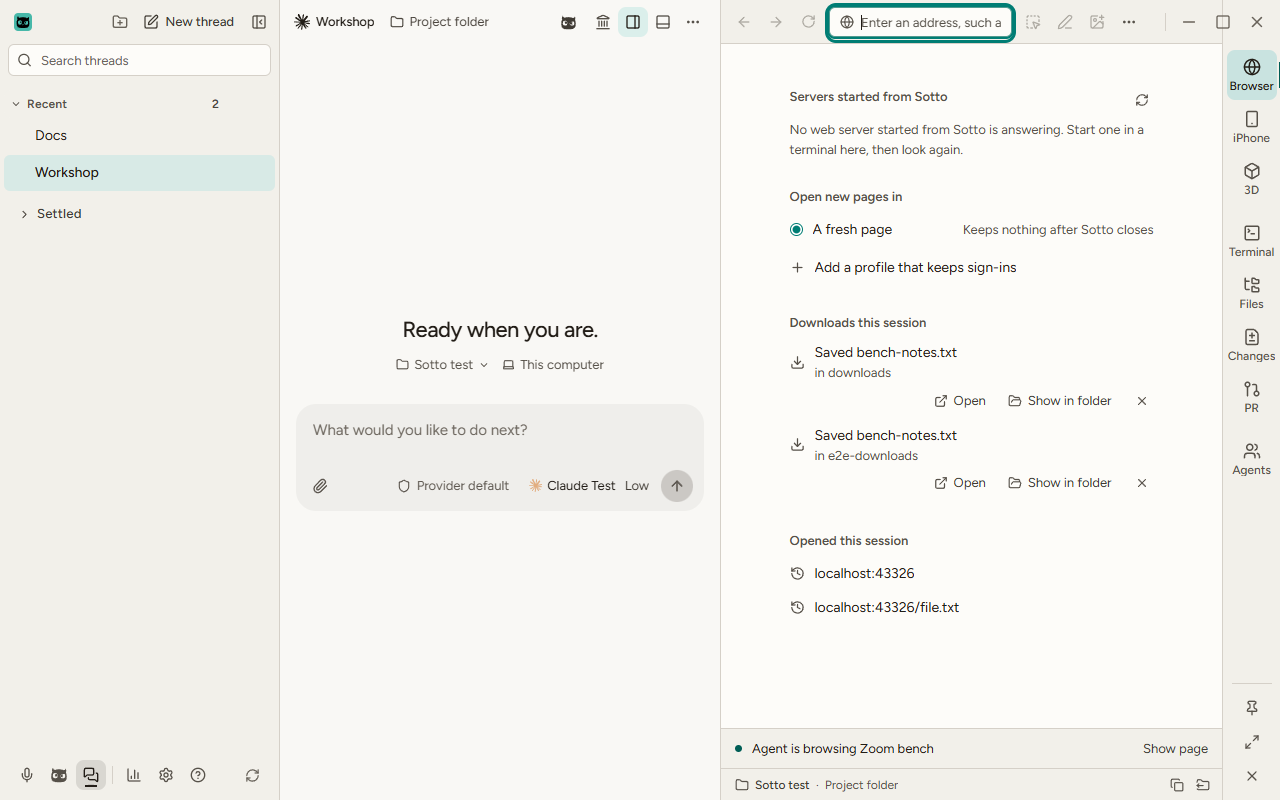 New thread
Search threads
Recent 2
Docs
Workshop
Settled
Workshop Project folder
Ready when you are.
Sotto test This computer
What would you like to do next?
Provider default Claude Test Low
Enter an address, such a
Servers started from Sotto
No web server started from Sotto is answering. Start one in a
terminal here, then look again.
Open new pages in
A fresh page Keeps nothing after Sotto closes
Add a profile that keeps sign-ins
Downloads this session
Saved bench-notes.txt
in downloads
Open Show in folder
Saved bench-notes.txt
in e2e-downloads
Open Show in folder
Opened this session
localhost:43326
localhost:43326/file.txt
Agent is browsing Zoom bench Show page
Sotto test · Project folder
Browser
iPhone
3D
Terminal
Files
Changes
PR
Agents